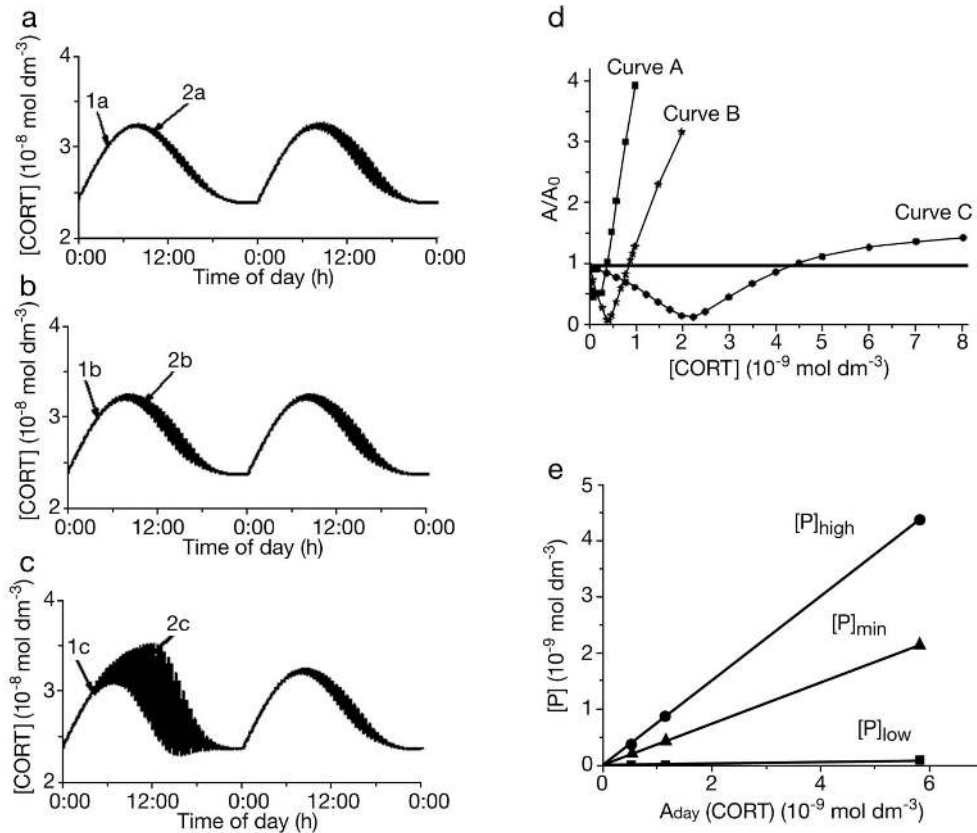 a
[CORT] (10⁻⁸ mol dm⁻³)
4
3
2
1a
2a
0:00 12:00 0:00 12:00 0:00
Time of day (h)
b
[CORT] (10⁻⁸ mol dm⁻³)
4
3
2
1b
2b
0:00 12:00 0:00 12:00 0:00
Time of day (h)
c
[CORT] (10⁻⁸ mol dm⁻³)
4
3
2
1c
2c
0:00 12:00 0:00 12:00 0:00
Time of day (h)
d
A/A₀
4
3
2
1
0
Curve A
Curve B
Curve C
0 1 2 3 4 5 6 7 8
[CORT] (10⁻⁹ mol dm⁻³)
e
[P] (10⁻⁹ mol dm⁻³)
5
4
3
2
1
0
[P]high
[P]min
[P]low
0 2 4 6
Aday (CORT) (10⁻⁹ mol dm⁻³)